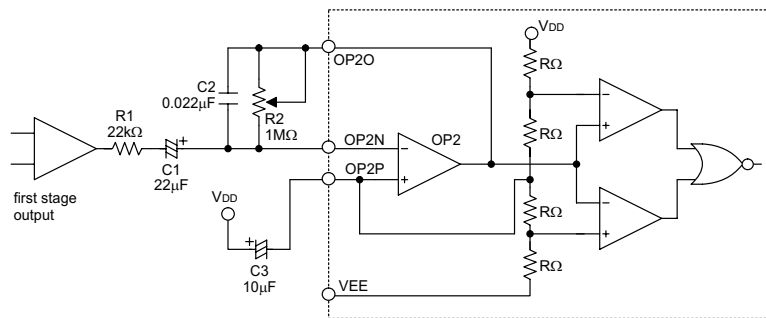 VDD
OP2O
RΩ
C2
0.022µF
R2
1MΩ
R1
22kΩ
RΩ
OP2N
OP2
−
+
−
+
C1
22µF
+
OP2P
first stage
output
VDD
RΩ
−
+
+
C3
10µF
RΩ
VEE